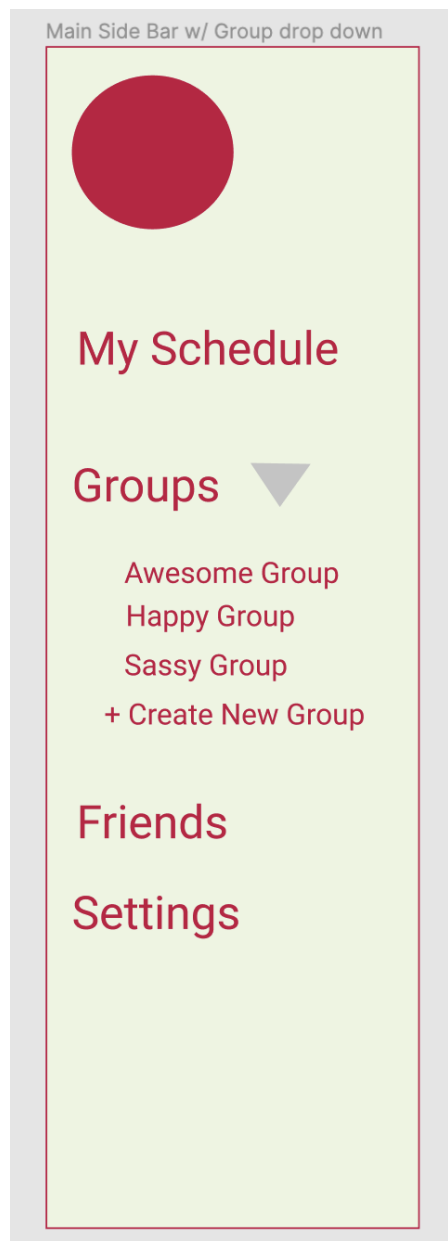 Main Side Bar w/ Group drop down
My Schedule
Groups
Awesome Group
Happy Group
Sassy Group
+ Create New Group
Friends
Settings